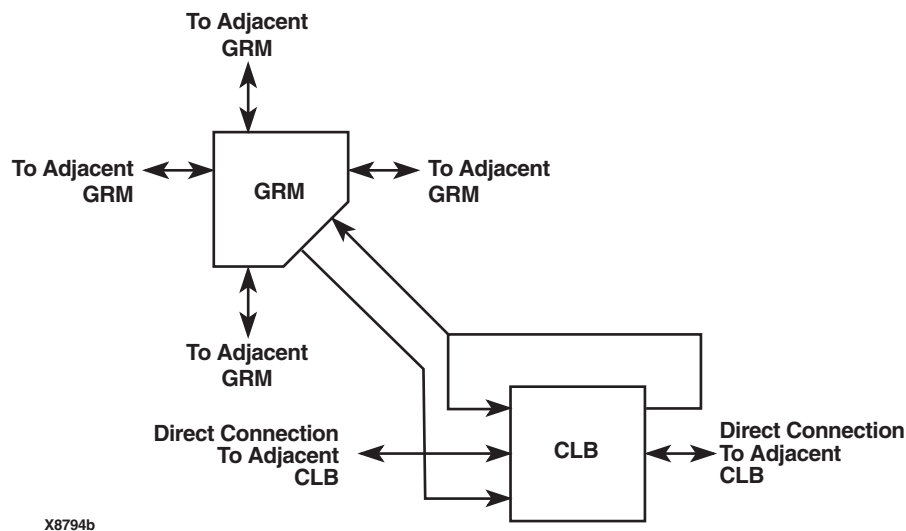 To Adjacent
GRM
To Adjacent
GRM
GRM
To Adjacent
GRM
To Adjacent
GRM
Direct Connection
To Adjacent
CLB
CLB
Direct Connection
To Adjacent
CLB
X8794b